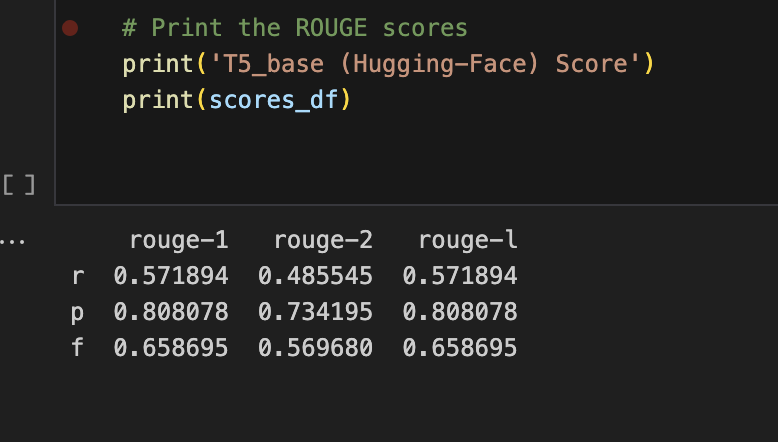 # Print the ROUGE scores
print('T5_base (Hugging-Face) Score')
print(scores_df)
[ ]
...
rouge-1 rouge-2 rouge-l
r 0.571894 0.485545 0.571894
p 0.808078 0.734195 0.808078
f 0.658695 0.569680 0.658695